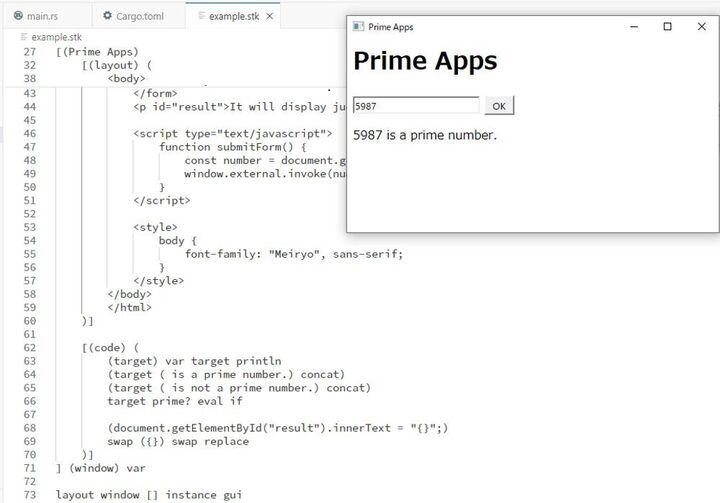 main.rs
Cargo.toml
example.stk
example.stk
27 [(Prime Apps)
32 [(layout) (
38 <body>
43 </form>
44 <p id="result">It will display
45
46 <script type="text/javascript">
47 function submitForm() {
48 const number = document.g
49 window.external.invoke(nu
50 }
51 </script>
52
53 <style>
54 body {
55 font-family: "Meiryo", sans-serif;
56 }
57 </style>
58 </body>
59 </html>
60 )]
61
62 [(code) (
63 (target) var target println
64 (target ( is a prime number.) concat)
65 (target ( is not a prime number.) concat)
66 target prime? eval if
67
68 (document.getElementById("result").innerText = "{}";)
69 swap ({}) swap replace
70 )]
71 ] (window) var
72
73 layout window [] instance gui
Prime Apps
Prime Apps
5987
OK
5987 is a prime number.